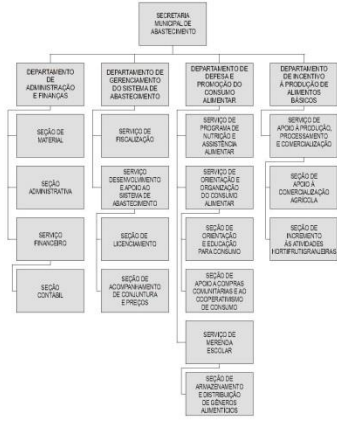 SECRETARIA
MUNICIPAL DE
ABASTECIMENTO
DEPARTAMENTO
DE
ADMINISTRAÇÃO
E FINANÇAS
SEÇÃO DE
MATERIAL
SEÇÃO
ADMINISTRATIVA
SERVIÇO
FINANCEIRO
SEÇÃO
CONTÁBIL
DEPARTAMENTO DE
GERENCIAMENTO
DO SISTEMA DE
ABASTECIMENTO
SERVIÇO DE
FISCALIZAÇÃO
SERVIÇO
DESENVOLVIMENTO
E APOIO AO
SISTEMA DE
ABASTECIMENTO
SEÇÃO DE
LICENCIAMENTO
SEÇÃO DE
ACOMPANHAMENTO
DE CONJUNTURA
E PREÇOS
DEPARTAMENTO DE
DEFESA E
PROMOÇÃO DO
CONSUMO
ALIMENTAR
SERVIÇO DE
PROGRAMA DE
NUTRIÇÃO E
ASSISTÊNCIA
ALIMENTAR
SERVIÇO DE
ORIENTAÇÃO E
ORGANIZAÇÃO
DO CONSUMO
ALIMENTAR
SEÇÃO DE
ORIENTAÇÃO
E EDUCAÇÃO
PARA CONSUMO
SEÇÃO DE
APOIO A COMPRAS
COMUNITÁRIAS E AO
COOPERATIVISMO
DE CONSUMO
SERVIÇO DE
MERENDA
ESCOLAR
SEÇÃO DE
ARMAZENAMENTO
E DISTRIBUIÇÃO
DE GÊNEROS
ALIMENTÍCIOS
DEPARTAMENTO
DE INCENTIVO
À PRODUÇÃO DE
ALIMENTOS
BÁSICOS
SERVIÇO DE
APOIO À PRODUÇÃO,
PROCESSAMENTO
E COMERCIALIZAÇÃO
SEÇÃO DE
APOIO À
COMERCIALIZAÇÃO
AGRÍCOLA
SEÇÃO DE
INCREMENTO
ÀS ATIVIDADES
HORTIFRUTIGRANJEIRAS